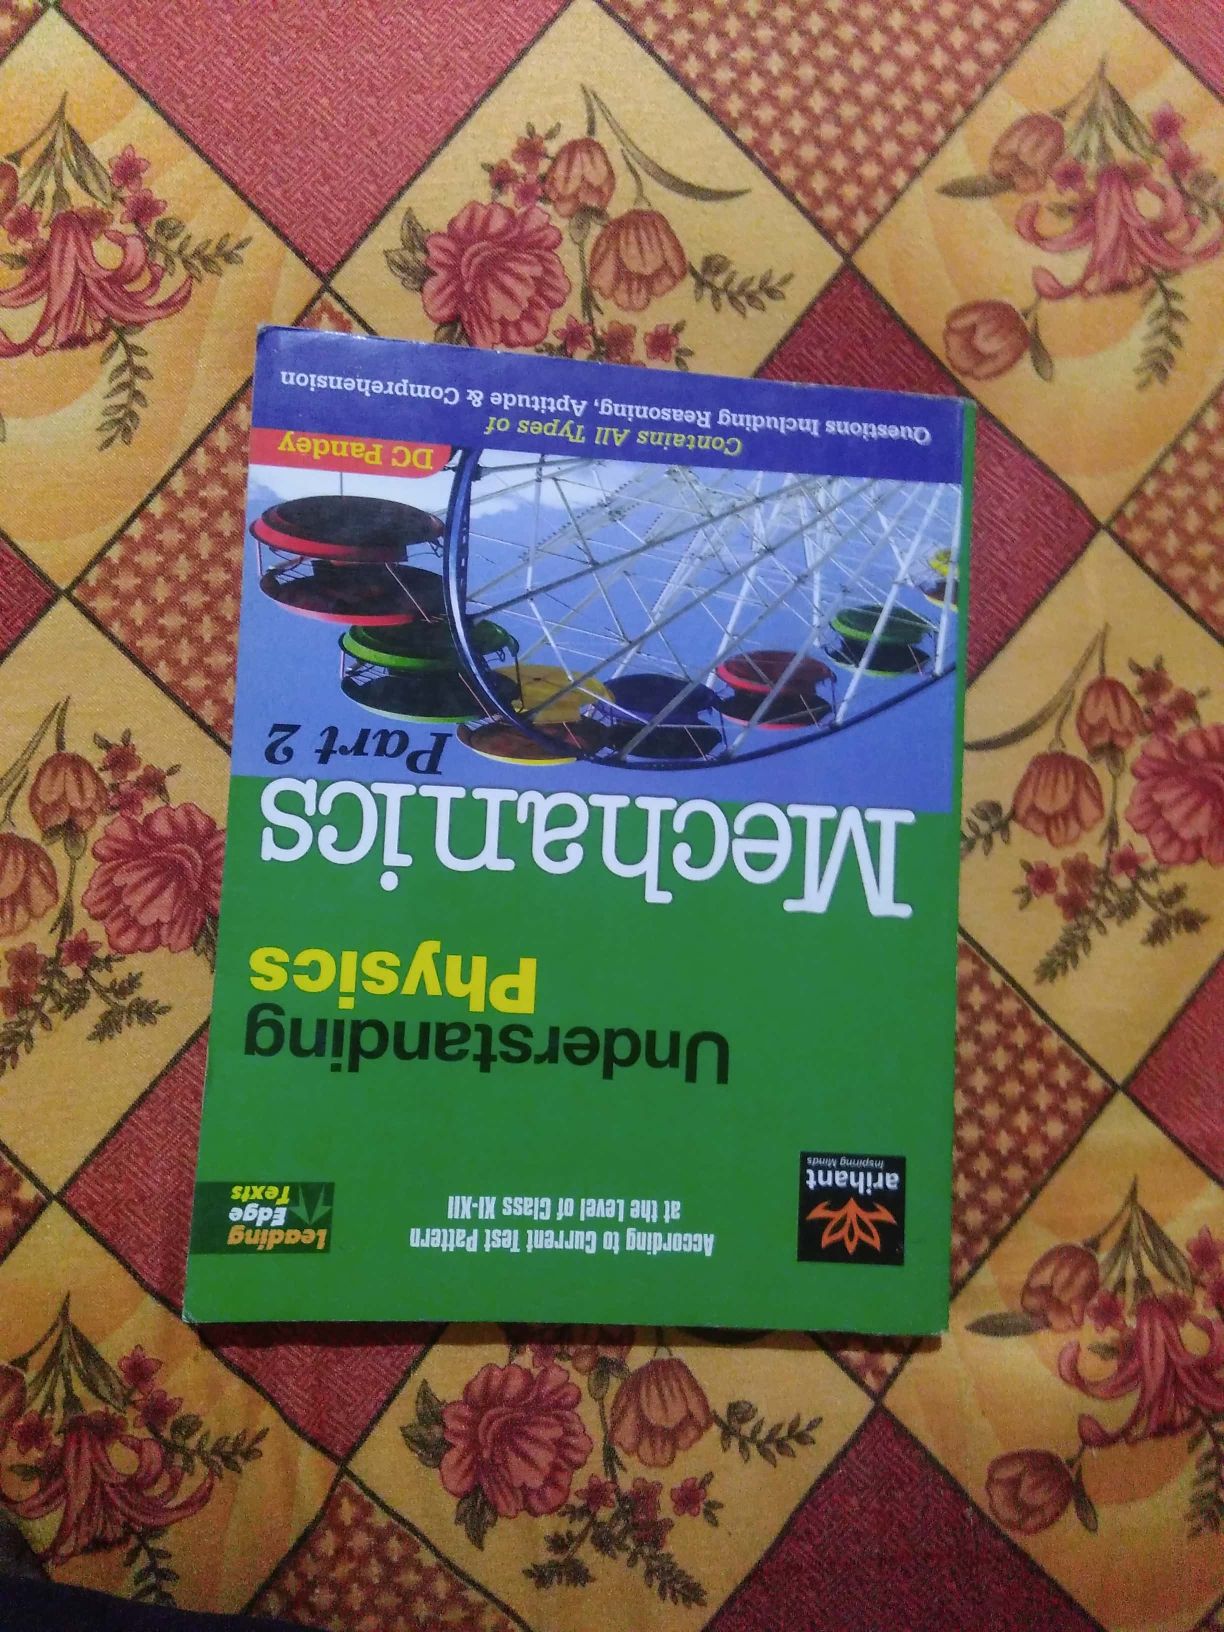 arihant
Inspiring Minds
According to Current Test Pattern
at the Level of Class XI-XII
Leading
Edge
Texts
Understanding
Physics
Mechanics
Part 2
DC Pandey
Contains All Types of
Questions Including Reasoning, Aptitude & Comprehension